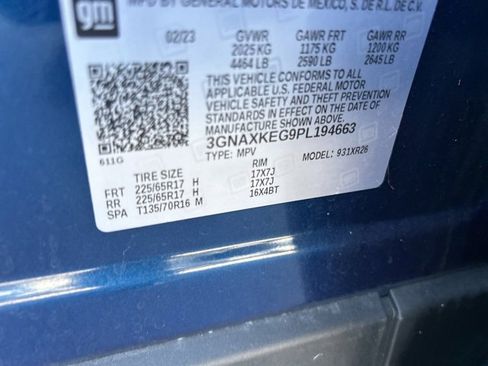 gm
MFD BY GENERAL MOTORS DE MEXICO, S. DE R.L. DE C.V.
02/23 GVWR GAWR FRT GAWR RR
2025 KG 1175 KG 1200 KG
4464 LB 2590 LB 2645 LB
THIS VEHICLE CONFORMS TO ALL
APPLICABLE U.S. FEDERAL MOTOR
VEHICLE SAFETY AND THEFT
PREVENTION STANDARDS IN EFFECT ON
THE DATE OF MANUFACTURE SHOWN ABOVE.
3GNAXKEG9PL194663
611G TYPE: MPV MODEL: 931XR26
TIRE SIZE RIM
FRT 225/65R17 H 17X7J
RR 225/65R17 H 17X7J
SPA T135/70R16 M 16X4BT